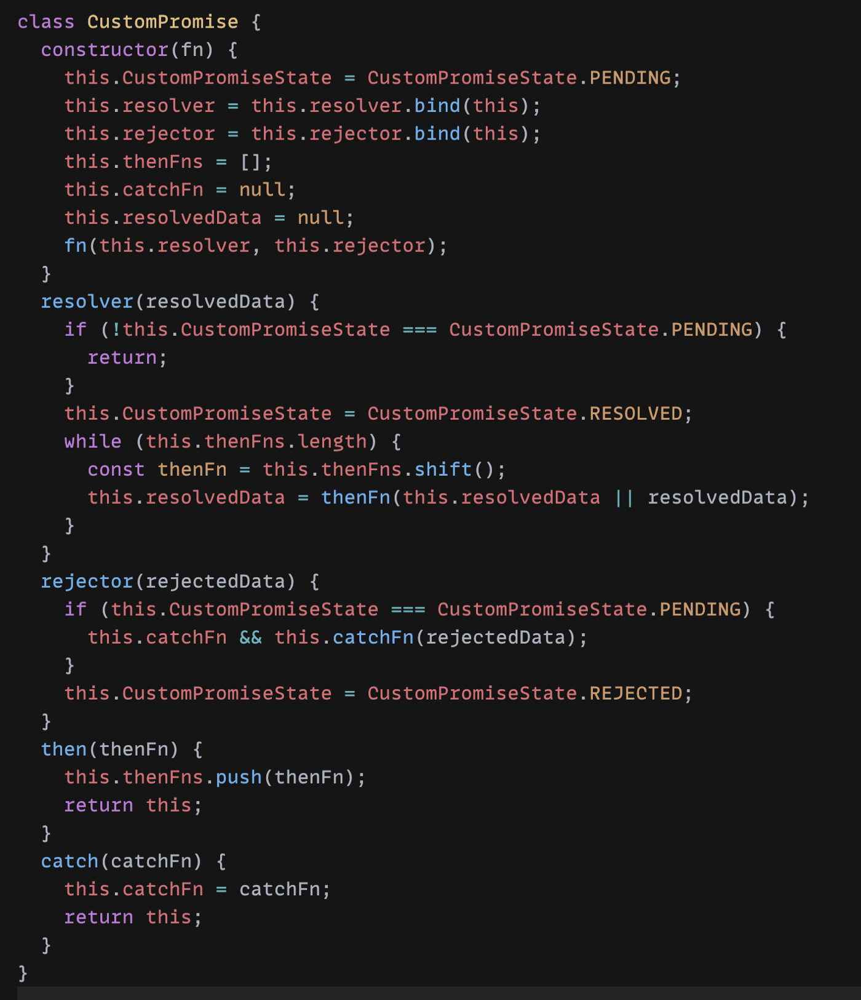 class CustomPromise {
  constructor(fn) {
    this.CustomPromiseState = CustomPromiseState.PENDING;
    this.resolver = this.resolver.bind(this);
    this.rejector = this.rejector.bind(this);
    this.thenFns = [];
    this.catchFn = null;
    this.resolvedData = null;
    fn(this.resolver, this.rejector);
  }
  resolver(resolvedData) {
    if (!this.CustomPromiseState === CustomPromiseState.PENDING) {
      return;
    }
    this.CustomPromiseState = CustomPromiseState.RESOLVED;
    while (this.thenFns.length) {
      const thenFn = this.thenFns.shift();
      this.resolvedData = thenFn(this.resolvedData || resolvedData);
    }
  }
  rejector(rejectedData) {
    if (this.CustomPromiseState === CustomPromiseState.PENDING) {
      this.catchFn && this.catchFn(rejectedData);
    }
    this.CustomPromiseState = CustomPromiseState.REJECTED;
  }
  then(thenFn) {
    this.thenFns.push(thenFn);
    return this;
  }
  catch(catchFn) {
    this.catchFn = catchFn;
    return this;
  }
}